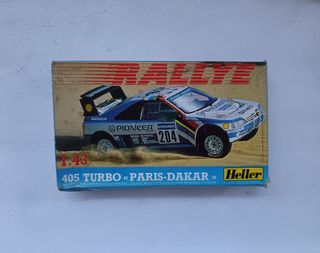 RALLYE
PIONEER
204
1.43
405 TURBO « PARIS-DAKAR »
Heller